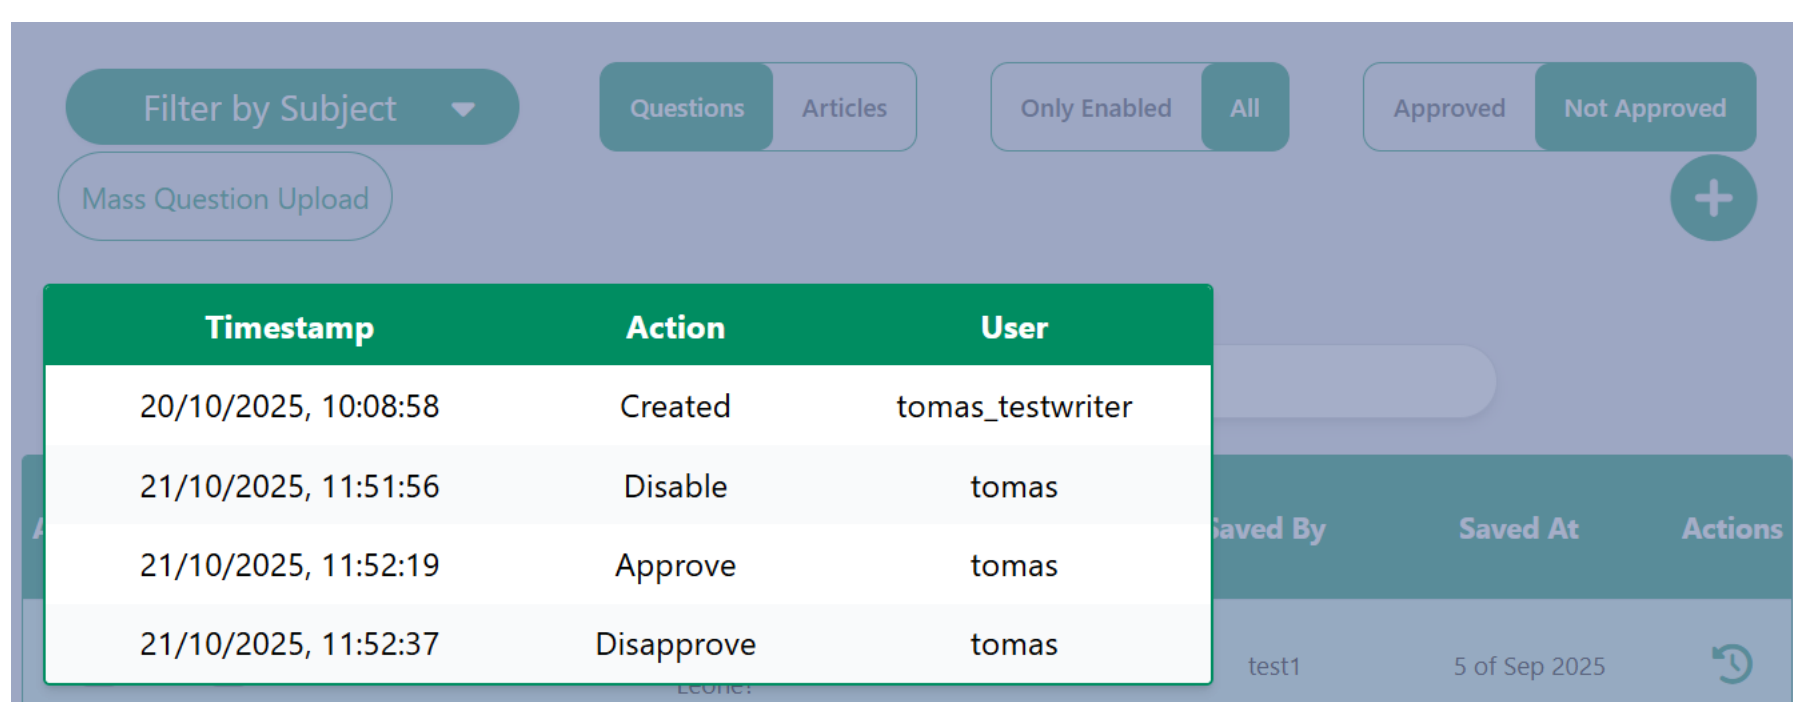 Filter by Subject
Questions Articles
Only Enabled All
Approved Not Approved
Mass Question Upload
Timestamp Action User
20/10/2025, 10:08:58 Created tomas_testwriter
21/10/2025, 11:51:56 Disable tomas
21/10/2025, 11:52:19 Approve tomas
21/10/2025, 11:52:37 Disapprove tomas
Saved By Saved At Actions
test1 5 of Sep 2025
Leone?